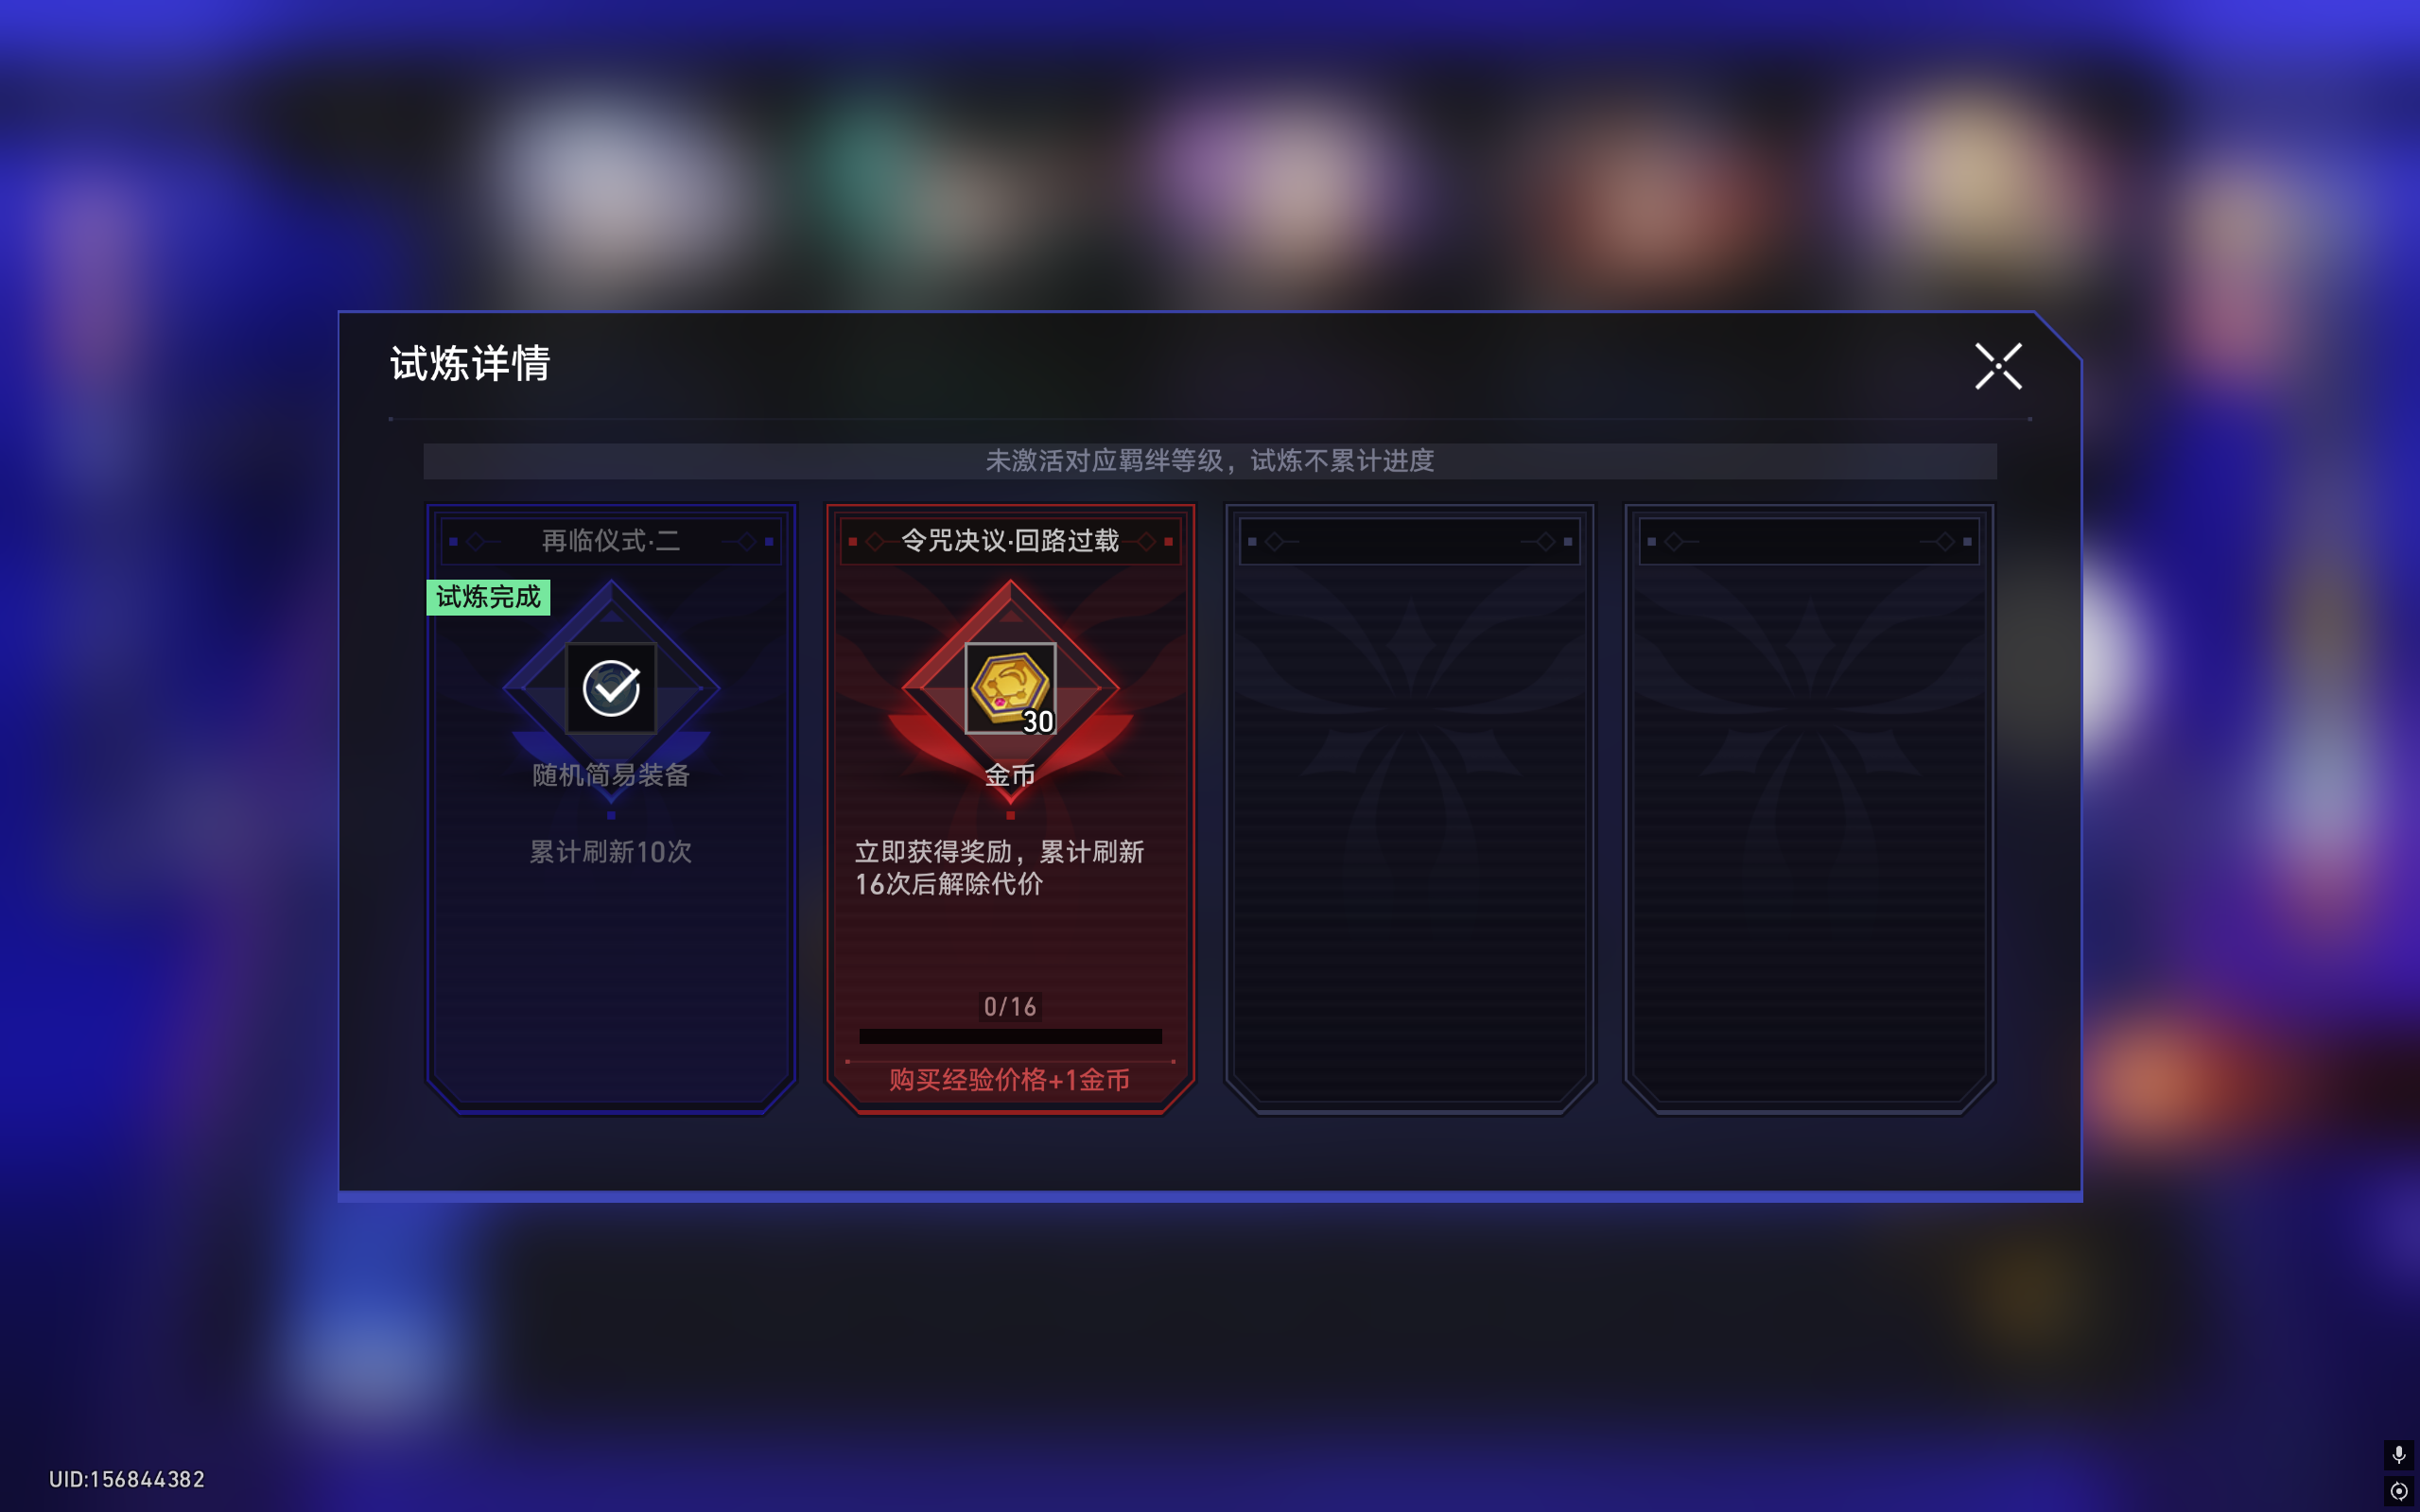 试炼详情
未激活对应羁绊等级，试炼不累计进度
再临仪式·二
试炼完成
随机简易装备
累计刷新10次
令咒决议·回路过载
30
金币
立即获得奖励，累计刷新
16次后解除代价
0/16
购买经验价格+1金币
UID:156844382